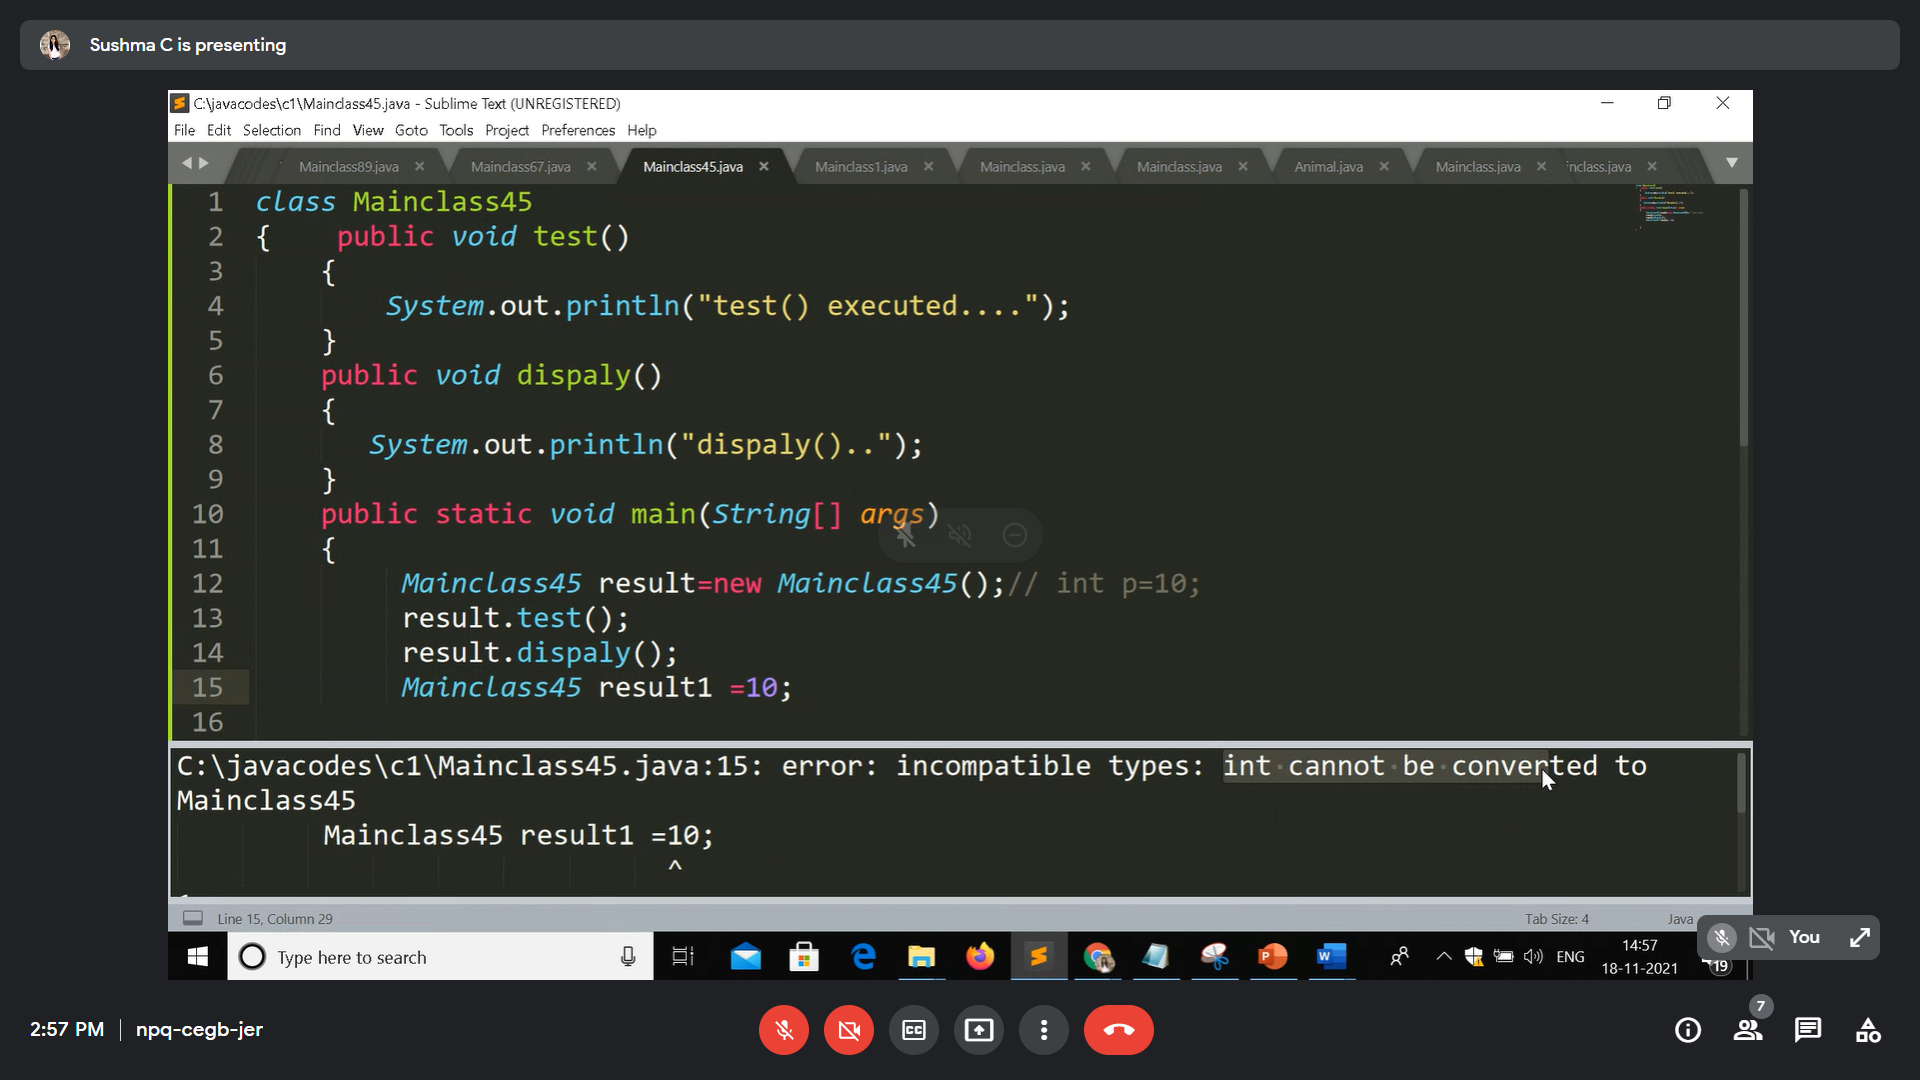 Sushma C is presenting
C:\javacodes\c1\Mainclass45.java - Sublime Text (UNREGISTERED)
File Edit Selection Find View Goto Tools Project Preferences Help
Mainclass89.java Mainclass67.java Mainclass45.java Mainclass1.java Mainclass.java Mainclass.java Animal.java Mainclass.java nclass.java
1 class Mainclass45
2 { public void test()
3 {
4 System.out.println("test() executed....");
5 }
6 public void dispaly()
7 {
8 System.out.println("dispaly()..");
9 }
10 public static void main(String[] args)
11 {
12 Mainclass45 result=new Mainclass45();// int p=10;
13 result.test();
14 result.dispaly();
15 Mainclass45 result1 =10;
16
C:\javacodes\c1\Mainclass45.java:15: error: incompatible types: int cannot be converted to
Mainclass45
Mainclass45 result1 =10;
^
Line 15, Column 29 Tab Size: 4 Java
Type here to search ENG 14:57
18-11-2021
19
You
2:57 PM npq-cegb-jer
7